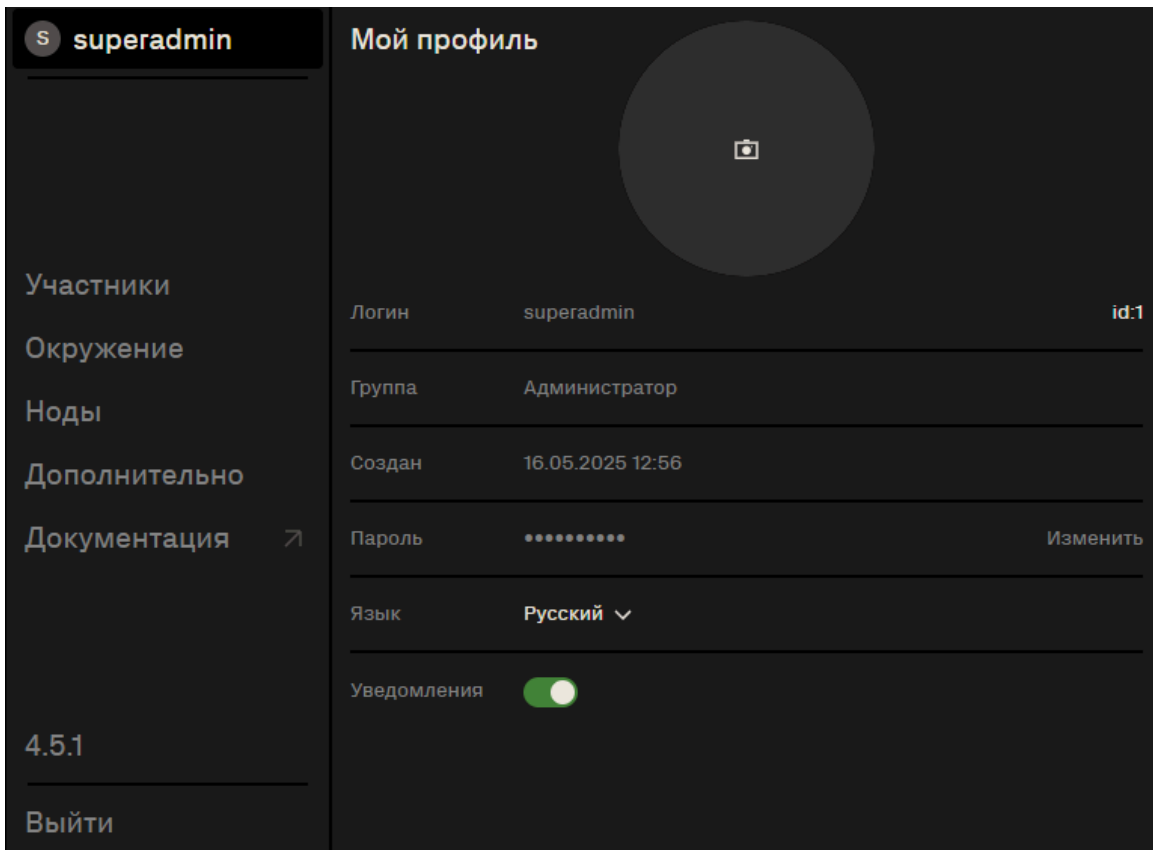 S superadmin
Участники
Окружение
Ноды
Дополнительно
Документация
4.5.1
Выйти
Мой профиль
Логин superadmin id:1
Группа Администратор
Создан 16.05.2025 12:56
Пароль •••••••••• Изменить
Язык Русский
Уведомления